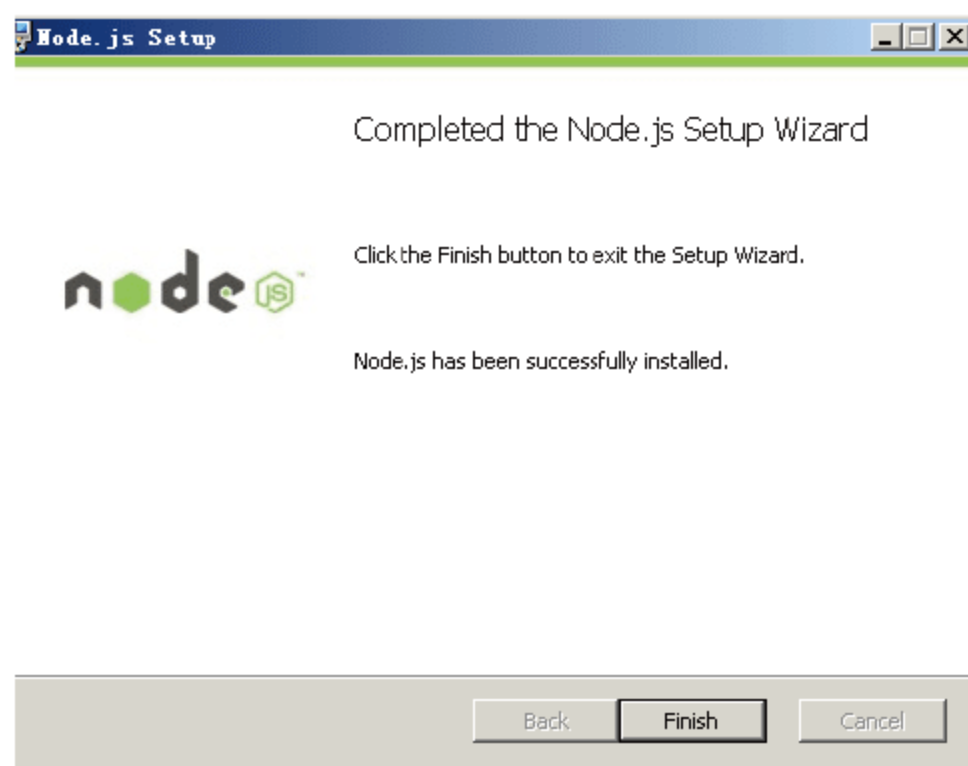 Node.js Setup
Completed the Node.js Setup Wizard
Click the Finish button to exit the Setup Wizard.
node JS™
Node.js has been successfully installed.
Back Finish Cancel